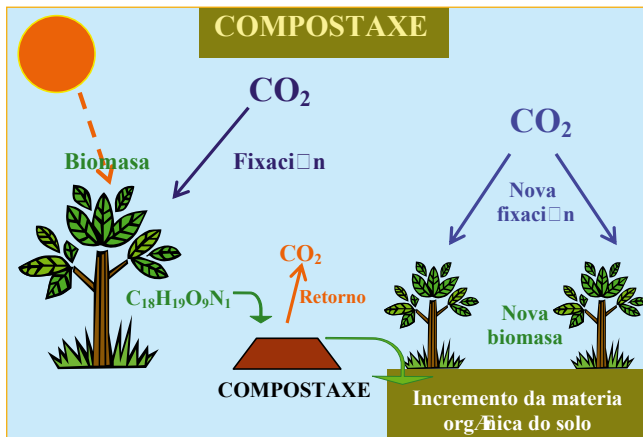 COMPOSTAXE
CO₂
CO₂
Biomasa
Fixaci□n
Nova
fixaci□n
CO₂
C₁₈H₁₉O₉N₁
Retorno
Nova
biomasa
COMPOSTAXE
Incremento da materia
orgÆnica do solo